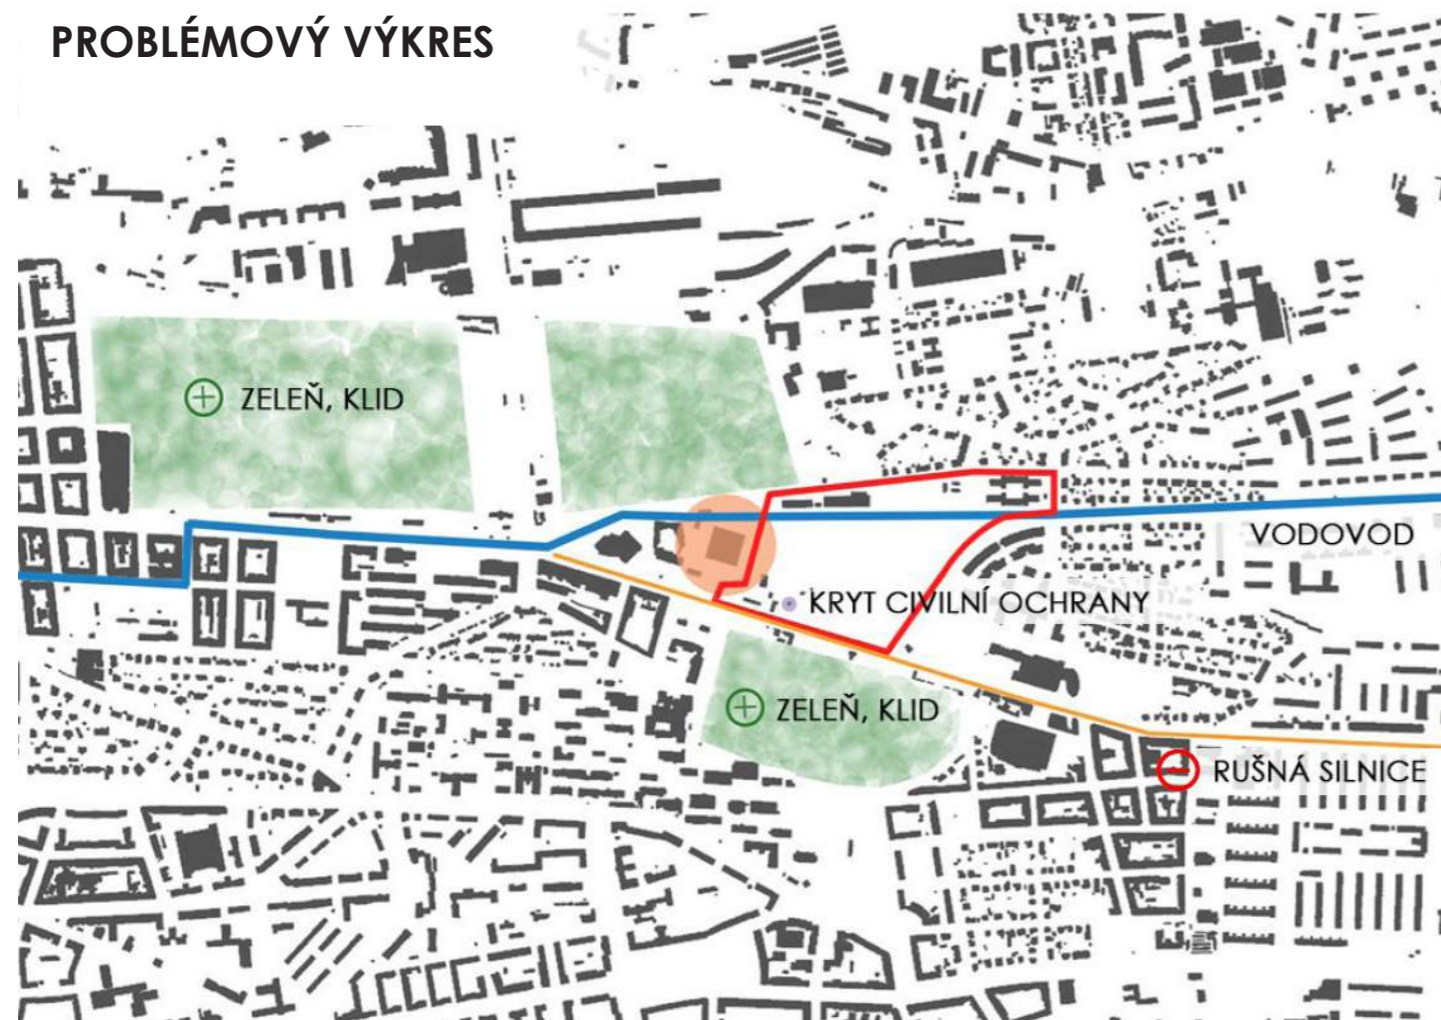 PROBLÉMOVÝ VÝKRES
ZELEŇ, KLID
VODOVOD
KRYT CIVILNÍ OCHRANY
ZELEŇ, KLID
RUŠNÁ SILNICE